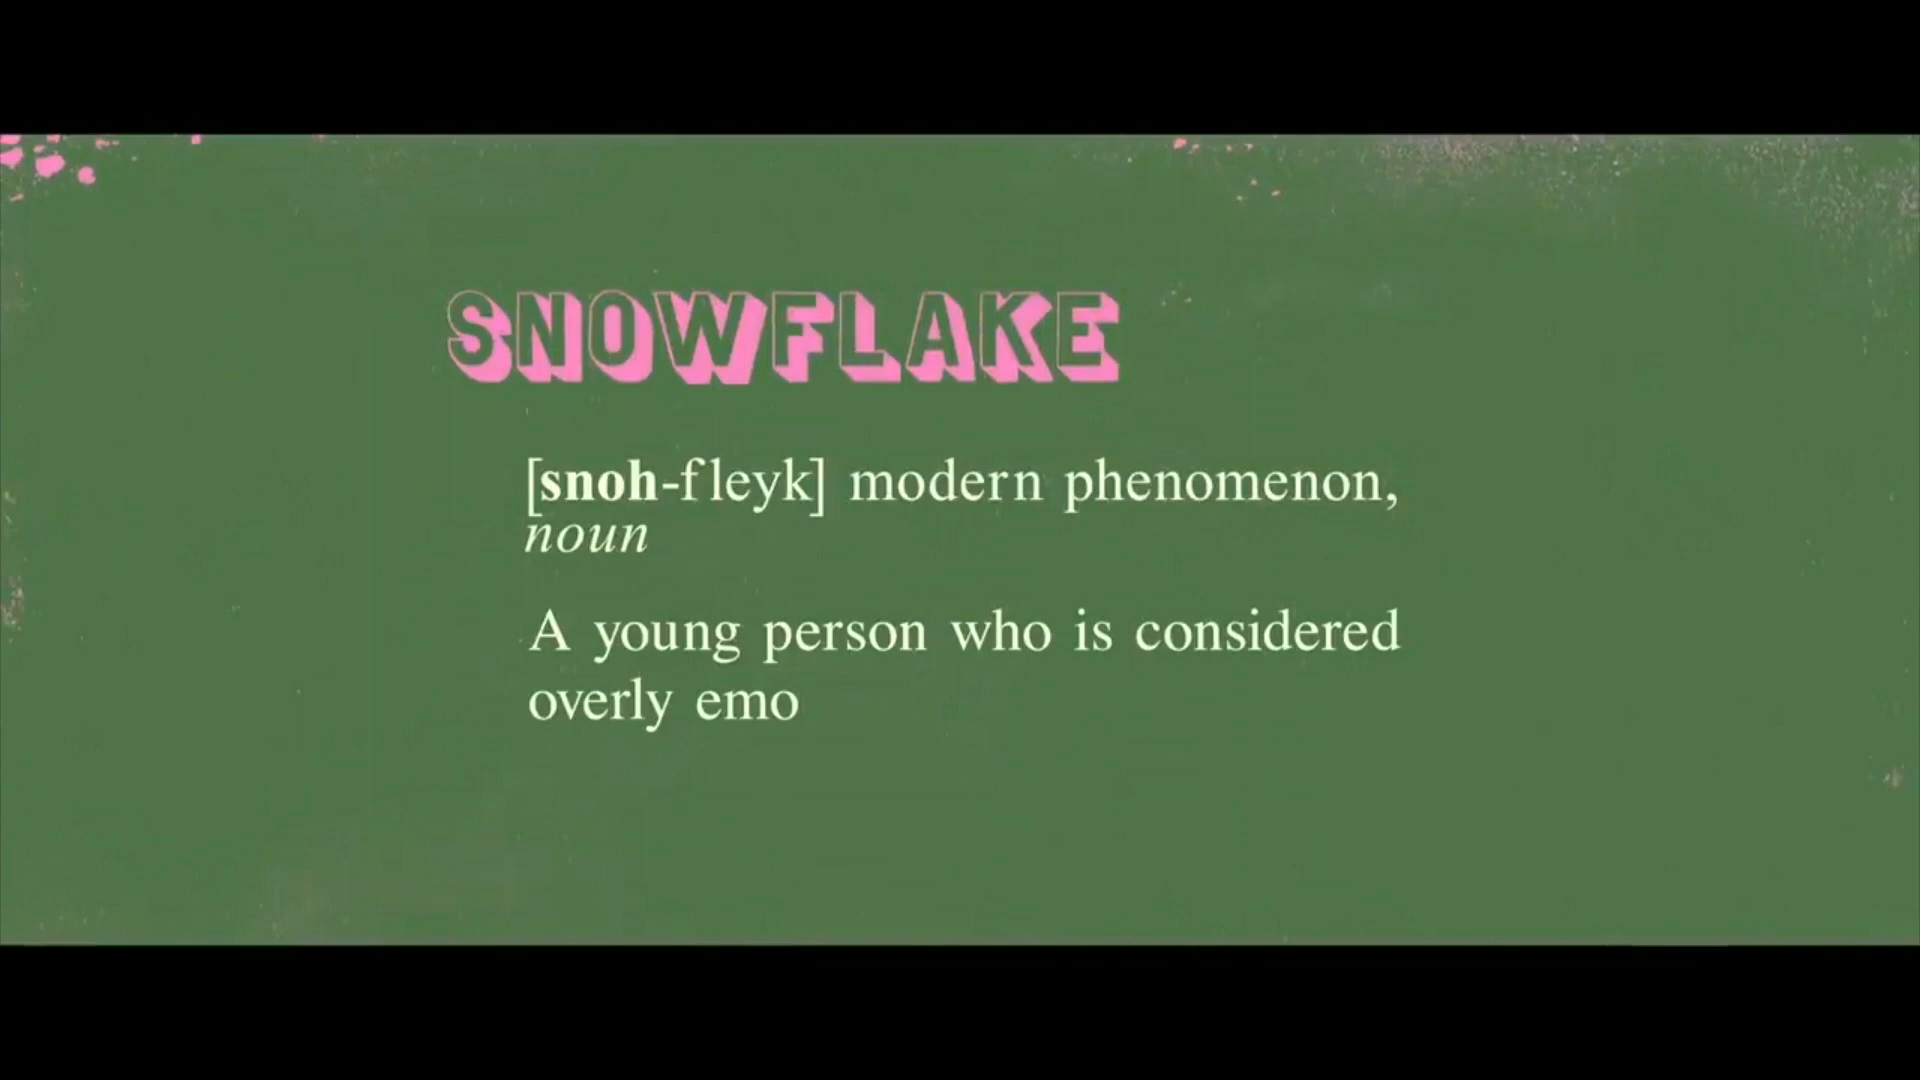 SNOWFLAKE
[snoh-fleyk] modern phenomenon,
noun
A young person who is considered
overly emo